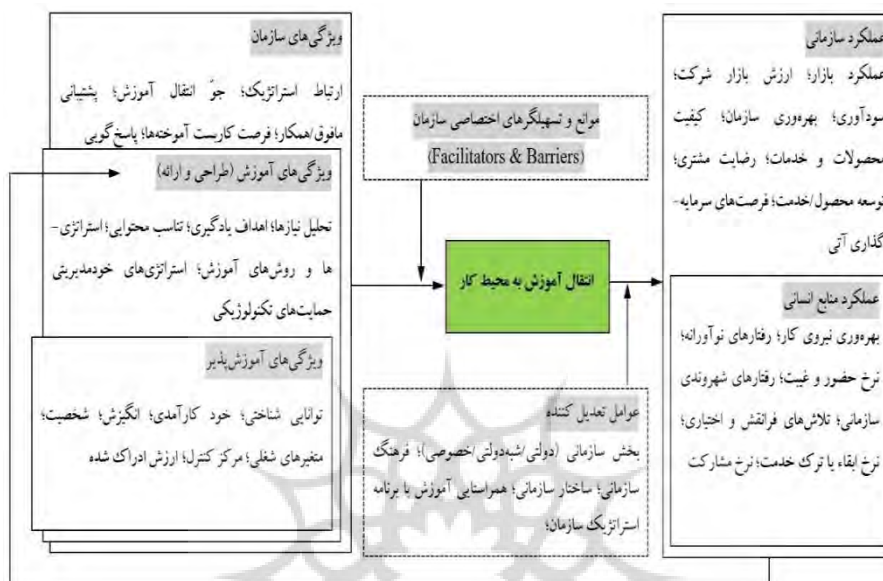 ویژگی‌های سازمان
ارتباط استراتژیک؛ جوّ انتقال آموزش؛ پشتیبانی
مافوق/همکار؛ فرصت کاربست آموخته‌ها؛ پاسخ‌گویی
ویژگی‌های آموزش (طراحی و ارائه)
تحلیل نیازها؛ اهداف یادگیری؛ تناسب محتوایی؛ استراتژی-
ها و روش‌های آموزش؛ استراتژی‌های خودمدیریتی
حمایت‌های تکنولوژیکی
ویژگی‌های آموزش‌پذیر
توانایی شناختی؛ خود کارآمدی؛ انگیزش؛ شخصیت؛
متغیرهای شغلی؛ مرکز کنترل؛ ارزش ادراک شده
موانع و تسهیلگرهای اختصاصی سازمان
(Facilitators & Barriers)
انتقال آموزش به محیط کار
عوامل تعدیل کننده
بخش سازمانی (دولتی/شبه‌دولتی/خصوصی)؛ فرهنگ
سازمانی؛ ساختار سازمانی؛ همراستایی آموزش با برنامه
استراتژیک سازمان؛
عملکرد سازمانی
عملکرد بازار؛ ارزش بازار شرکت؛
سودآوری؛ بهره‌وری سازمان؛ کیفیت
محصولات و خدمات؛ رضایت مشتری؛
توسعه محصول/خدمت؛ فرصت‌های سرمایه-
گذاری آتی
عملکرد منابع انسانی
بهره‌وری نیروی کار؛ رفتارهای نوآورانه؛
نرخ حضور و غیبت؛ رفتارهای شهروندی
سازمانی؛ تلاش‌های فرانقش و اختیاری؛
نرخ ابقاء یا ترک خدمت؛ نرخ مشارکت